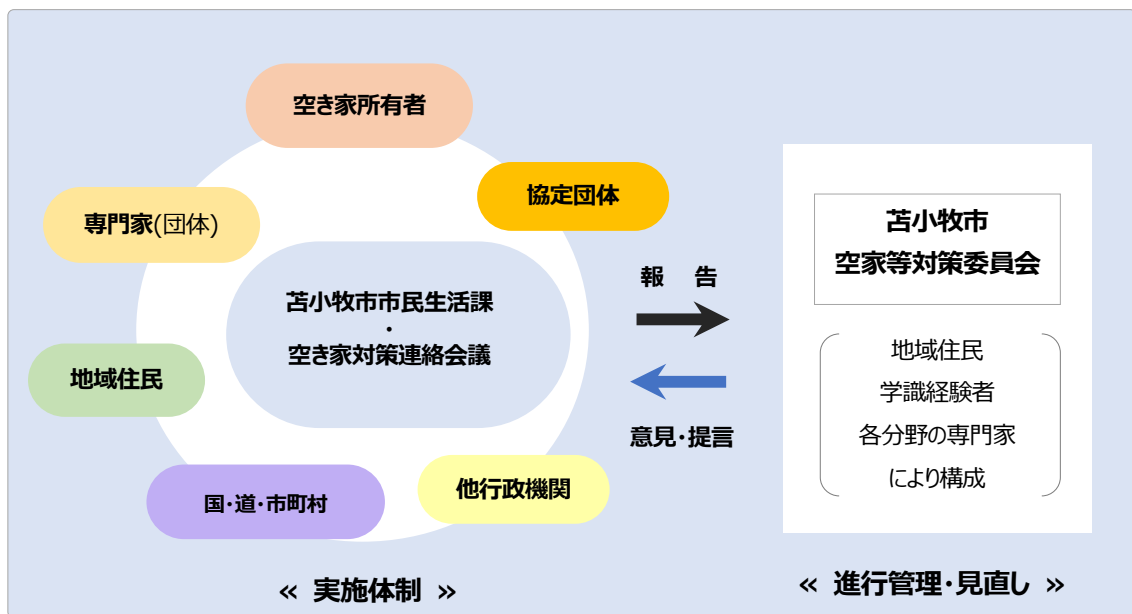 空き家所有者
協定団体
専門家(団体)
苫小牧市市民生活課
・
空き家対策連絡会議
地域住民
国・道・市町村
他行政機関
≪ 実施体制 ≫
報　告
意見・提言
苫小牧市
空家等対策委員会
地域住民
学識経験者
各分野の専門家
により構成
≪ 進行管理・見直し ≫